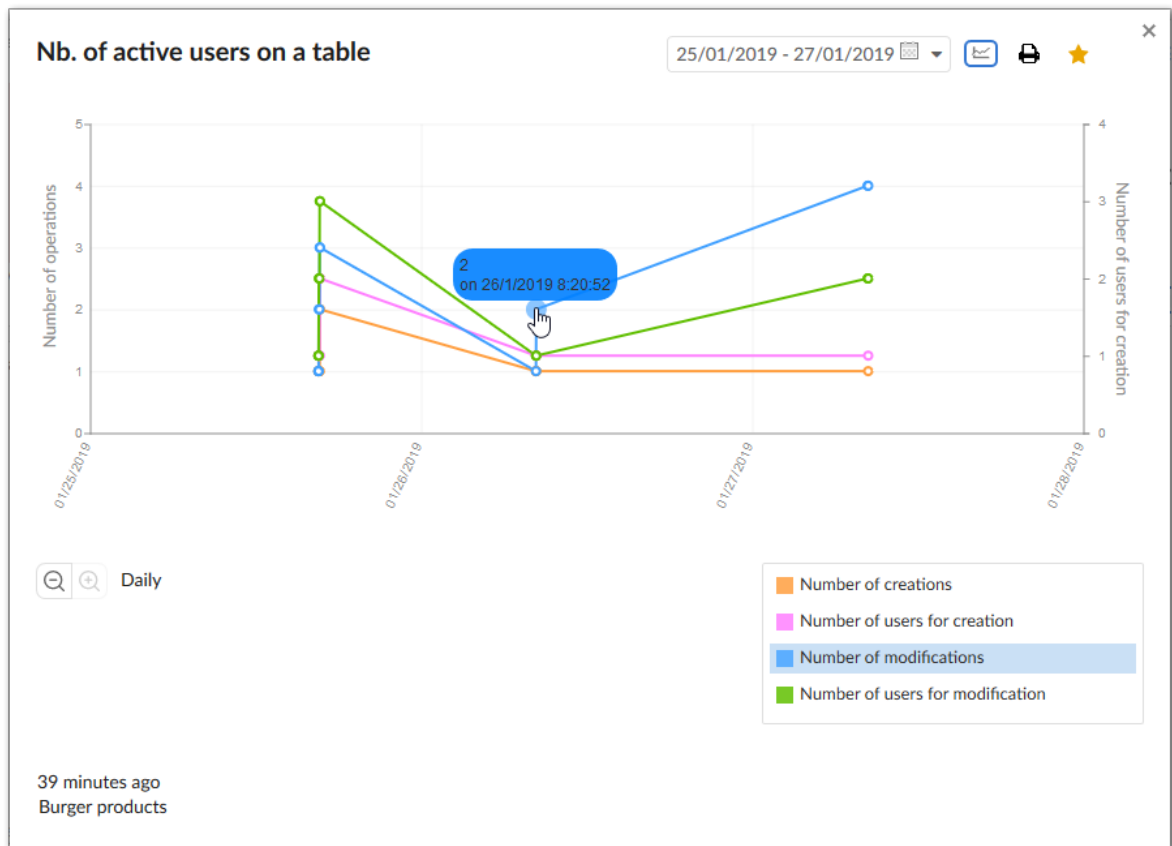 ×
Nb. of active users on a table
25/01/2019 - 27/01/2019
5
4
3
2
1
0
Number of operations
4
3
2
1
0
Number of users for creation
2
on 26/1/2019 8:20:52
01/25/2019
01/26/2019
01/27/2019
01/28/2019
Daily
Number of creations
Number of users for creation
Number of modifications
Number of users for modification
39 minutes ago
Burger products